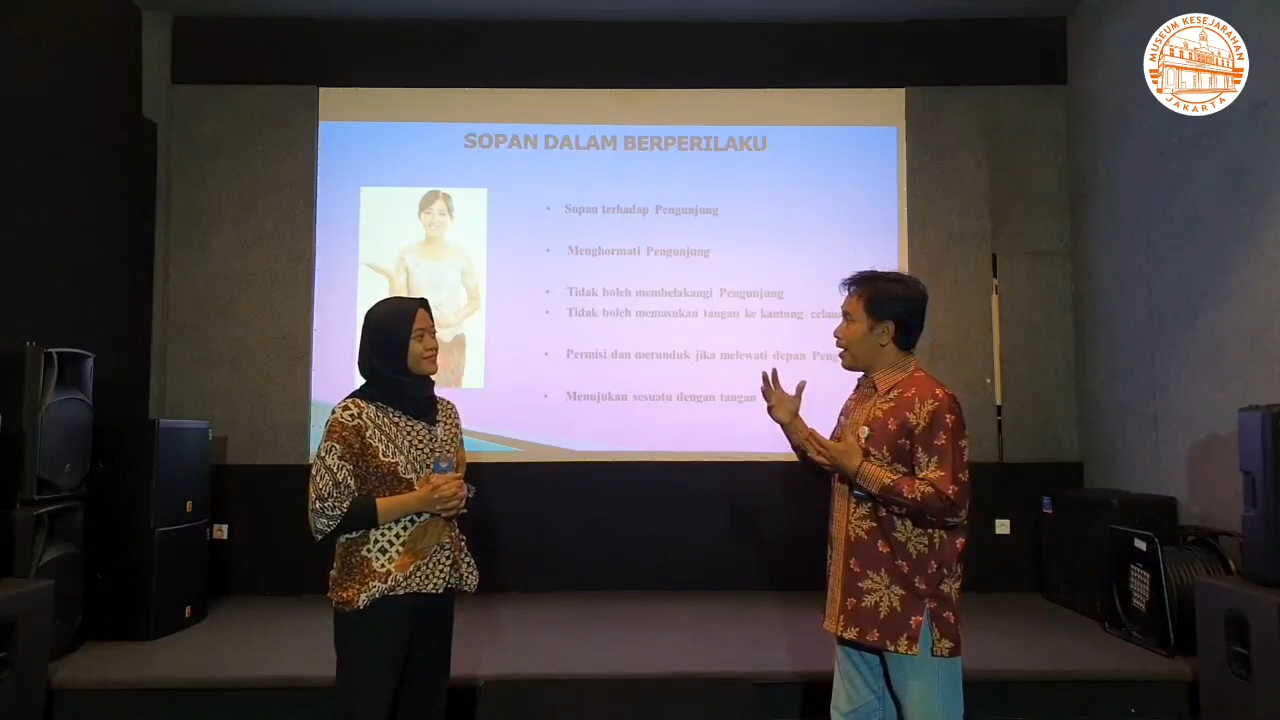 MUSEUM KESEJARAHAN
JAKARTA
SOPAN DALAM BERPERILAKU
• Sopan terhadap Pengunjung
• Menghormati Pengunjung
• Tidak boleh membelakangi Pengunjung
• Tidak boleh memasukan tangan ke kantong
• Permisi dan merunduk jika melewati depan
• Menujukan sesuatu dengan tangan